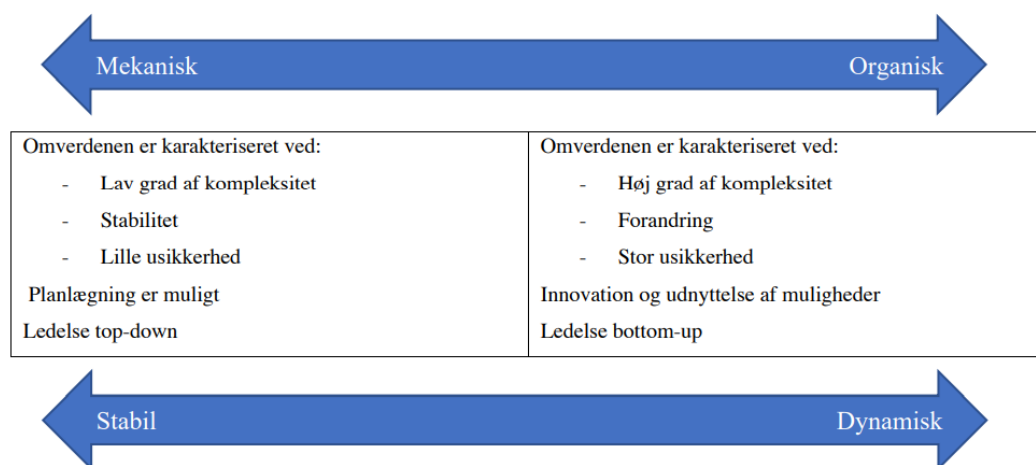 Mekanisk
Organisk
Omverdenen er karakteriseret ved:
- Lav grad af kompleksitet
- Stabilitet
- Lille usikkerhed
Planlægning er muligt
Ledelse top-down
Omverdenen er karakteriseret ved:
- Høj grad af kompleksitet
- Forandring
- Stor usikkerhed
Innovation og udnyttelse af muligheder
Ledelse bottom-up
Stabil
Dynamisk